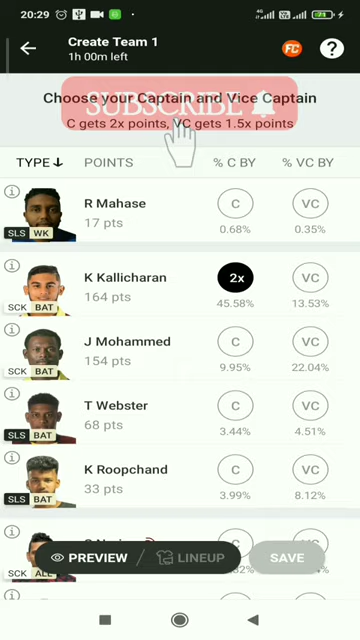 20:29
4G
71
Create Team 1
1h 00m left
FC
?
SUBSCRIBE
Choose your Captain and Vice Captain
C gets 2x points, VC gets 1.5x points
TYPE↓ POINTS % C BY % VC BY
i
R Mahase
17 pts
SLS WK
C VC
0.68% 0.35%
i
K Kallicharan
164 pts
SCK BAT
2x VC
45.58% 13.53%
i
J Mohammed
154 pts
SCK BAT
C VC
9.95% 22.04%
i
T Webster
68 pts
SLS BAT
C VC
3.44% 4.51%
i
K Roopchand
33 pts
SLS BAT
C VC
3.99% 8.12%
i
SCK ALL
PREVIEW / LINEUP SAVE